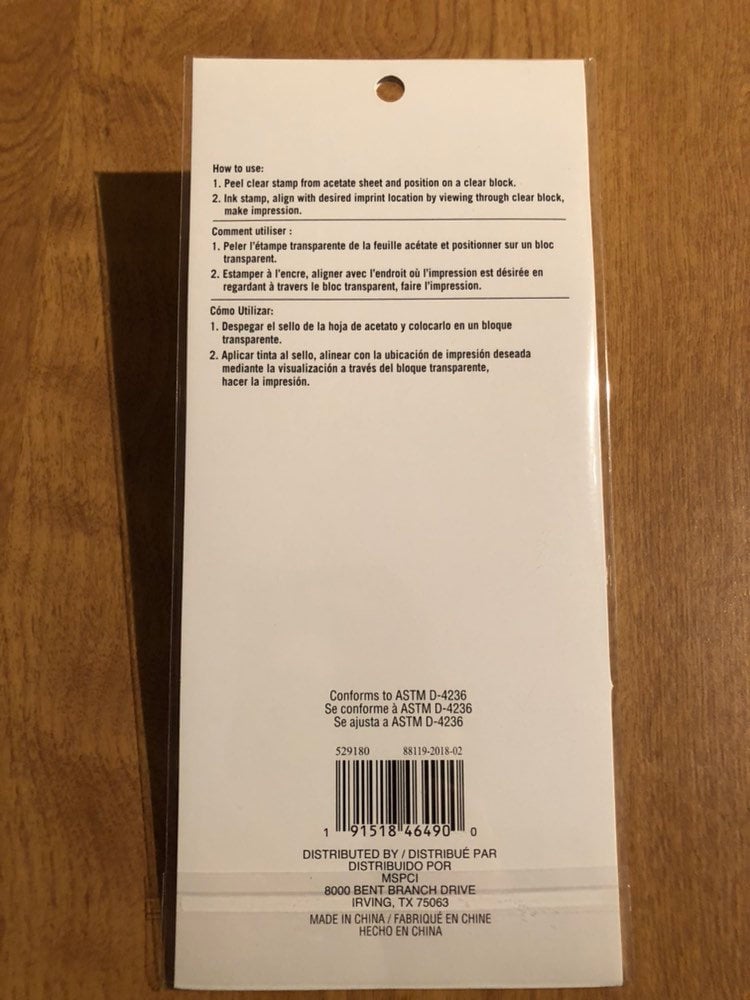 How to use:
1. Peel clear stamp from acetate sheet and position on a clear block.
2. Ink stamp, align with desired imprint location by viewing through clear block,
make impression.
Comment utiliser :
1. Peler l'étampe transparente de la feuille acétate et positionner sur un bloc
transparent.
2. Estamper à l'encre, aligner avec l'endroit où l'impression est désirée en
regardant à travers le bloc transparent, faire l'impression.
Cómo Utilizar:
1. Despegar el sello de la hoja de acetato y colocarlo en un bloque
transparente.
2. Aplicar tinta al sello, alinear con la ubicación de impresión deseada
mediante la visualización a través del bloque transparente,
hacer la impresión.
Conforms to ASTM D-4236
Se conforme à ASTM D-4236
Se ajusta a ASTM D-4236
529180 88119-2018-02
1 91518 46490 0
DISTRIBUTED BY / DISTRIBUÉ PAR
DISTRIBUIDO POR
MSPCI
8000 BENT BRANCH DRIVE
IRVING, TX 75063
MADE IN CHINA / FABRIQUÉ EN CHINE
HECHO EN CHINA